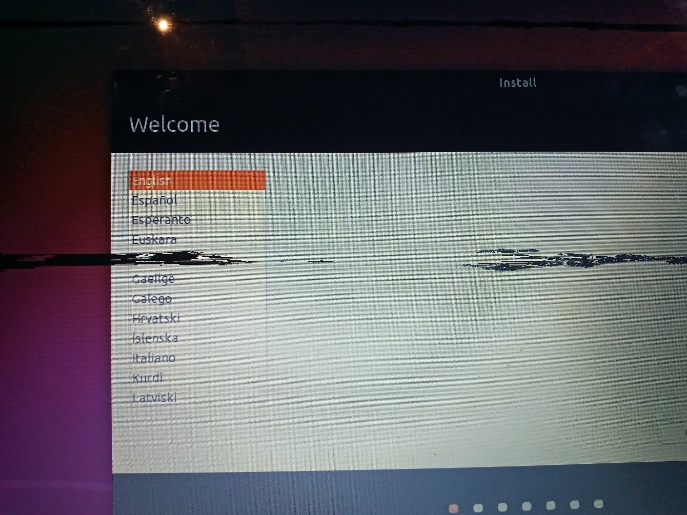 Install
Welcome
English
Español
Esperanto
Euskara
Gaeilge
Galego
Hrvatski
Íslenska
Italiano
Kurdî
Latviski